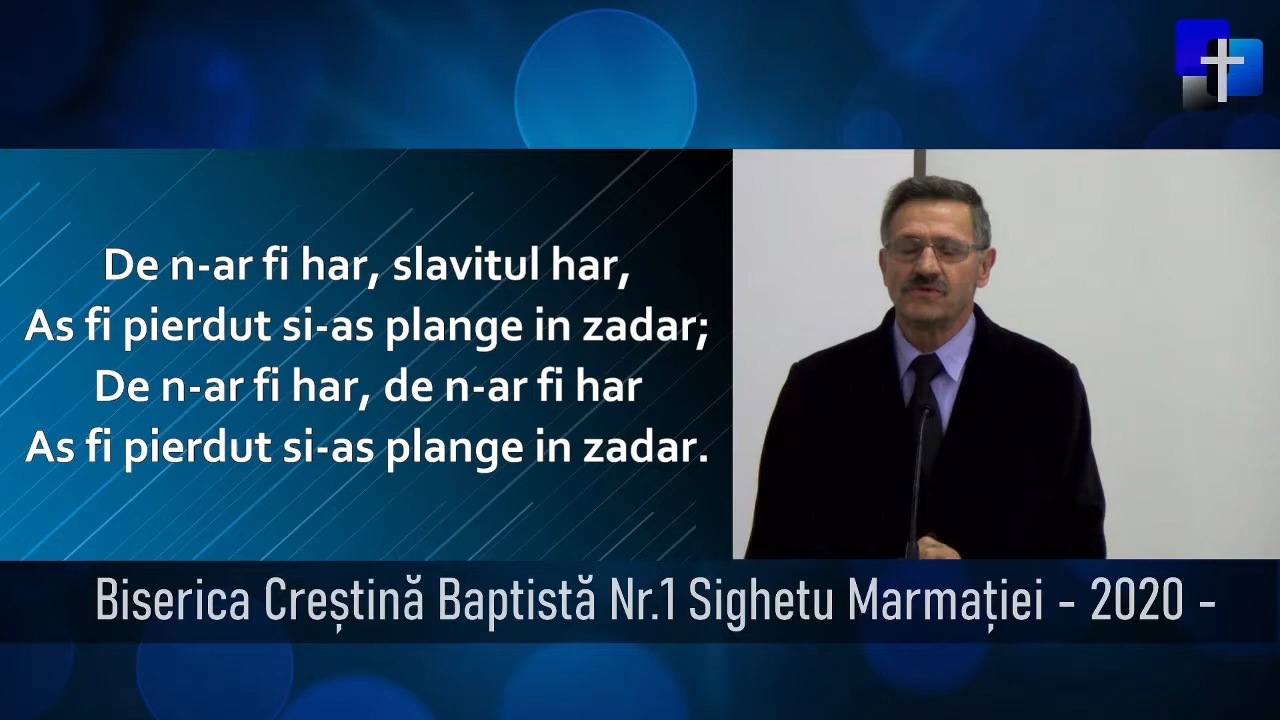 De n-ar fi har, slavitul har,
As fi pierdut si-as plange in zadar;
De n-ar fi har, de n-ar fi har
As fi pierdut si-as plange in zadar.
Biserica Creștină Baptistă Nr.1 Sighetu Marmației - 2020 -